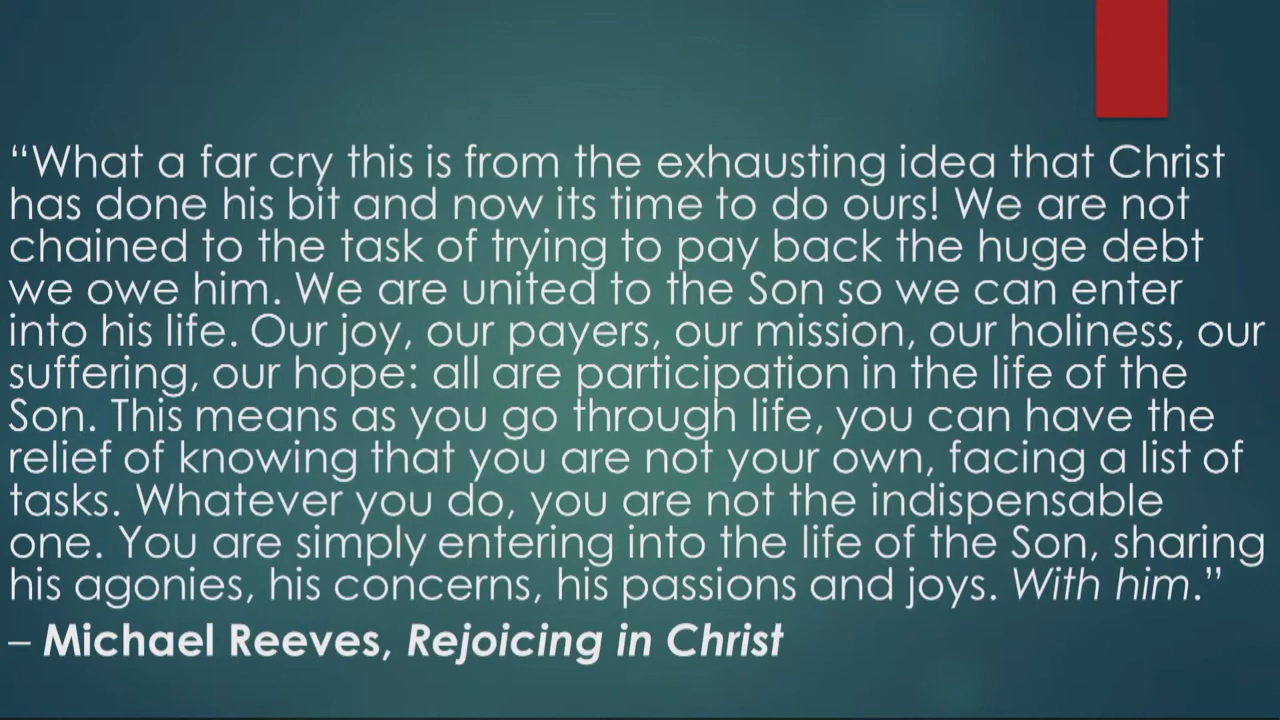 “What a far cry this is from the exhausting idea that Christ
has done his bit and now its time to do ours! We are not
chained to the task of trying to pay back the huge debt
we owe him. We are united to the Son so we can enter
into his life. Our joy, our payers, our mission, our holiness, our
suffering, our hope: all are participation in the life of the
Son. This means as you go through life, you can have the
relief of knowing that you are not your own, facing a list of
tasks. Whatever you do, you are not the indispensable
one. You are simply entering into the life of the Son, sharing
his agonies, his concerns, his passions and joys. With him.”
– Michael Reeves, Rejoicing in Christ